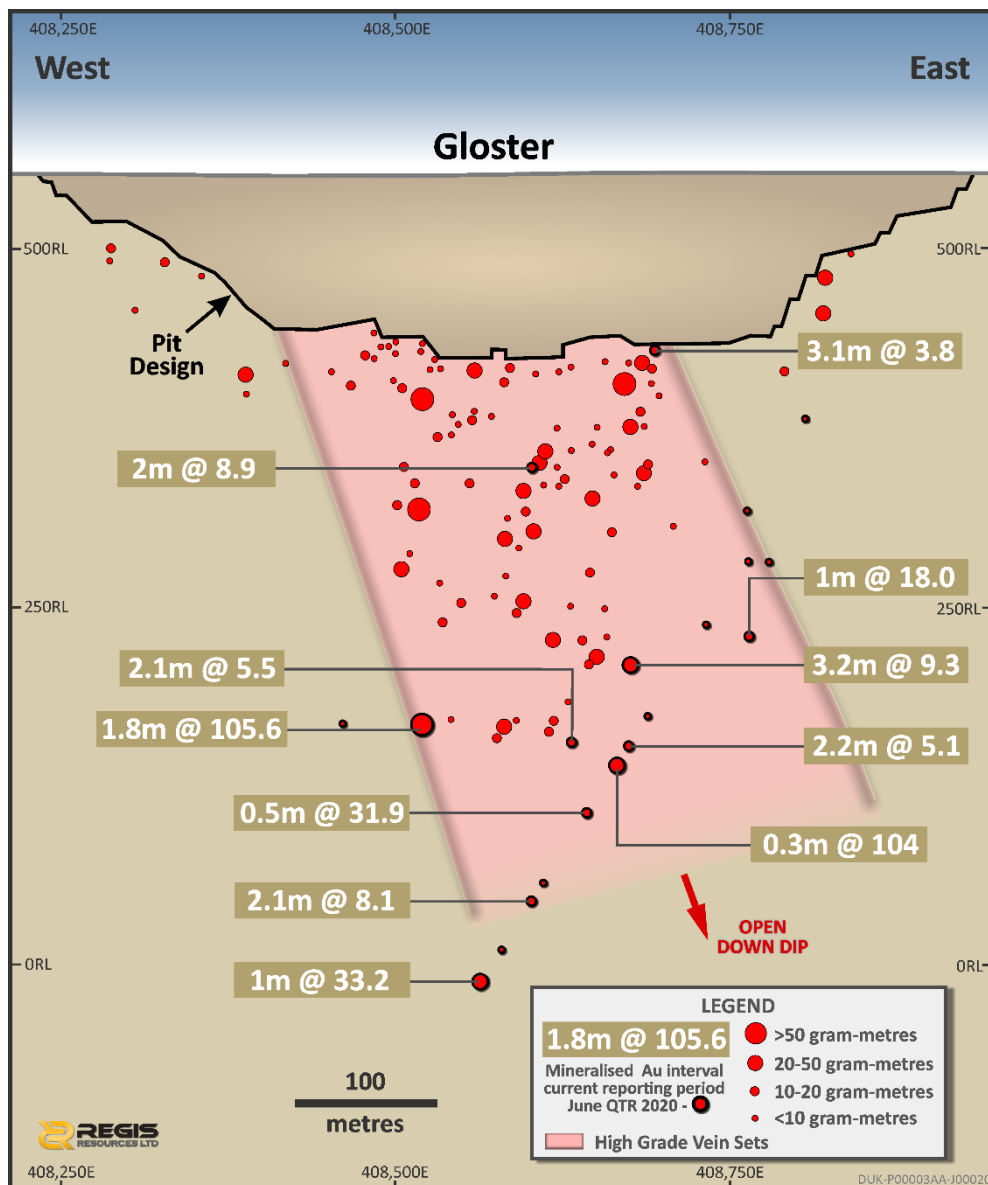 408,250E 408,500E 408,750E
West East
Gloster
500RL 500RL
Pit
Design
3.1m @ 3.8
2m @ 8.9
1m @ 18.0
250RL 250RL
2.1m @ 5.5
3.2m @ 9.3
1.8m @ 105.6
2.2m @ 5.1
0.5m @ 31.9
0.3m @ 104
2.1m @ 8.1
OPEN
DOWN DIP
0RL 0RL
1m @ 33.2
LEGEND
1.8m @ 105.6
Mineralised Au interval
current reporting period
June QTR 2020 -
>50 gram-metres
20-50 gram-metres
10-20 gram-metres
<10 gram-metres
High Grade Vein Sets
100
metres
REGIS
RESOURCES LTD
408,250E 408,500E 408,750E
DUK-P00003AA-J00020